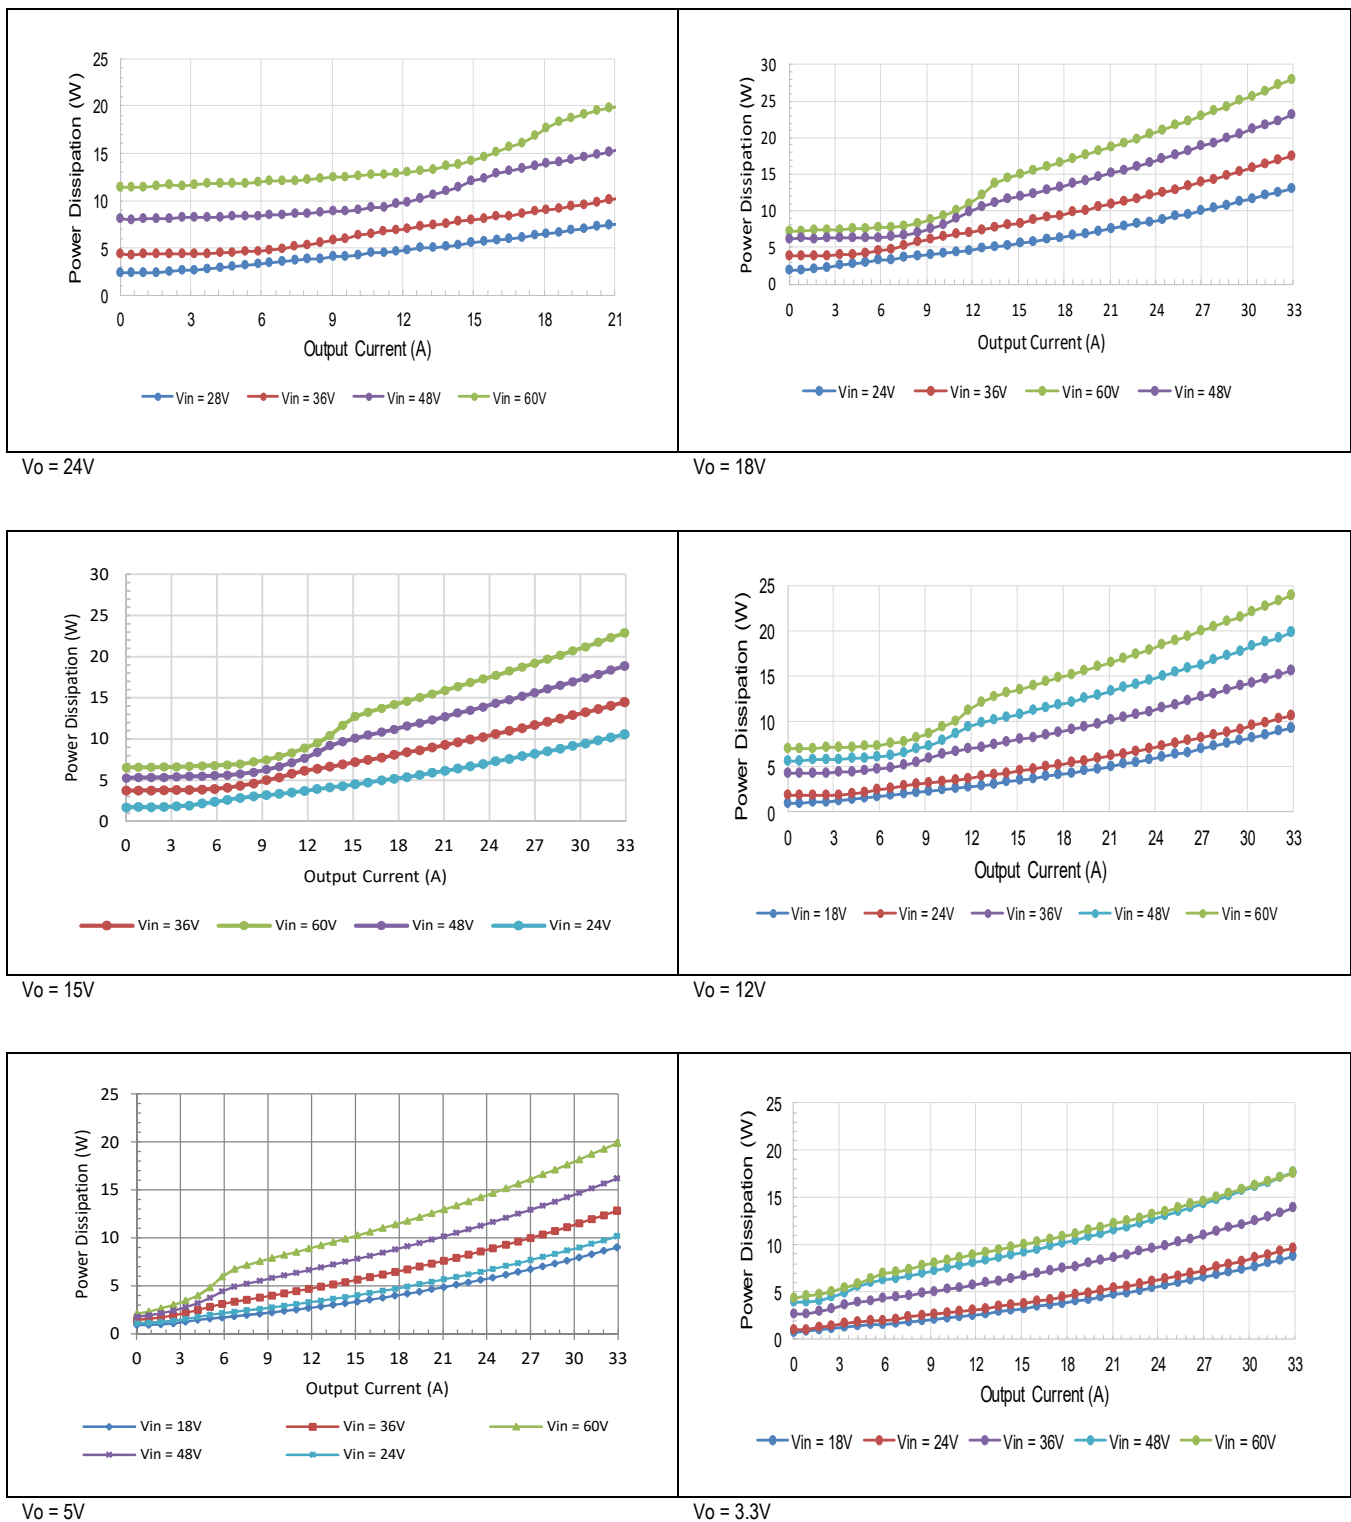 25
20
15
10
5
0
Power Dissipation (W)
0 3 6 9 12 15 18 21
Output Current (A)
Vin = 28V Vin = 36V Vin = 48V Vin = 60V
Vo = 24V
30
25
20
15
10
5
0
Power Dissipation (W)
0 3 6 9 12 15 18 21 24 27 30 33
Output Current (A)
Vin = 24V Vin = 36V Vin = 60V Vin = 48V
Vo = 18V
30
25
20
15
10
5
0
Power Dissipation (W)
0 3 6 9 12 15 18 21 24 27 30 33
Output Current (A)
Vin = 36V Vin = 60V Vin = 48V Vin = 24V
Vo = 15V
25
20
15
10
5
0
Power Dissipation (W)
0 3 6 9 12 15 18 21 24 27 30 33
Output Current (A)
Vin = 18V Vin = 24V Vin = 36V Vin = 48V Vin = 60V
Vo = 12V
25
20
15
10
5
0
Power Dissipation (W)
0 3 6 9 12 15 18 21 24 27 30 33
Output Current (A)
Vin = 18V Vin = 36V Vin = 60V
Vin = 48V Vin = 24V
Vo = 5V
25
20
15
10
5
0
Power Dissipation (W)
0 3 6 9 12 15 18 21 24 27 30 33
Output Current (A)
Vin = 18V Vin = 24V Vin = 36V Vin = 48V Vin = 60V
Vo = 3.3V